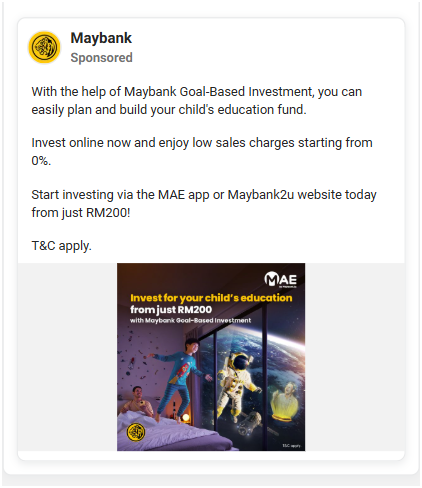 Maybank
Sponsored
With the help of Maybank Goal-Based Investment, you can
easily plan and build your child's education fund.
Invest online now and enjoy low sales charges starting from
0%.
Start investing via the MAE app or Maybank2u website today
from just RM200!
T&C apply.
MAE
by Maybank2u
Invest for your child's education
from just RM200
with Maybank Goal-Based Investment
T&C apply